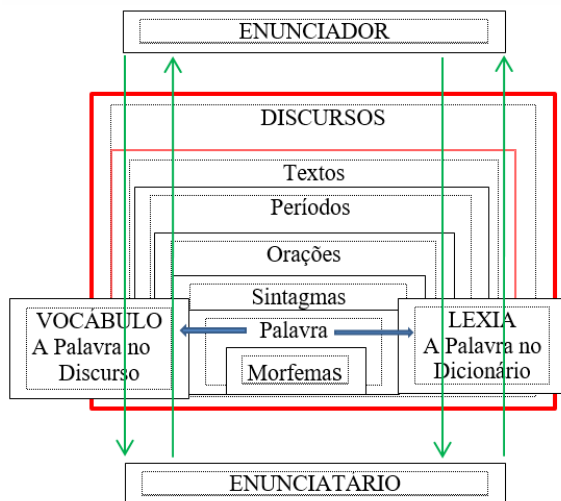 ENUNCIADOR
DISCURSOS
Textos
Períodos
Orações
Sintagmas
VOCÁBULO
A Palavra no
Discurso
Palavra
Morfemas
LEXIA
A Palavra no
Dicionário
ENUNCIATÁRIO